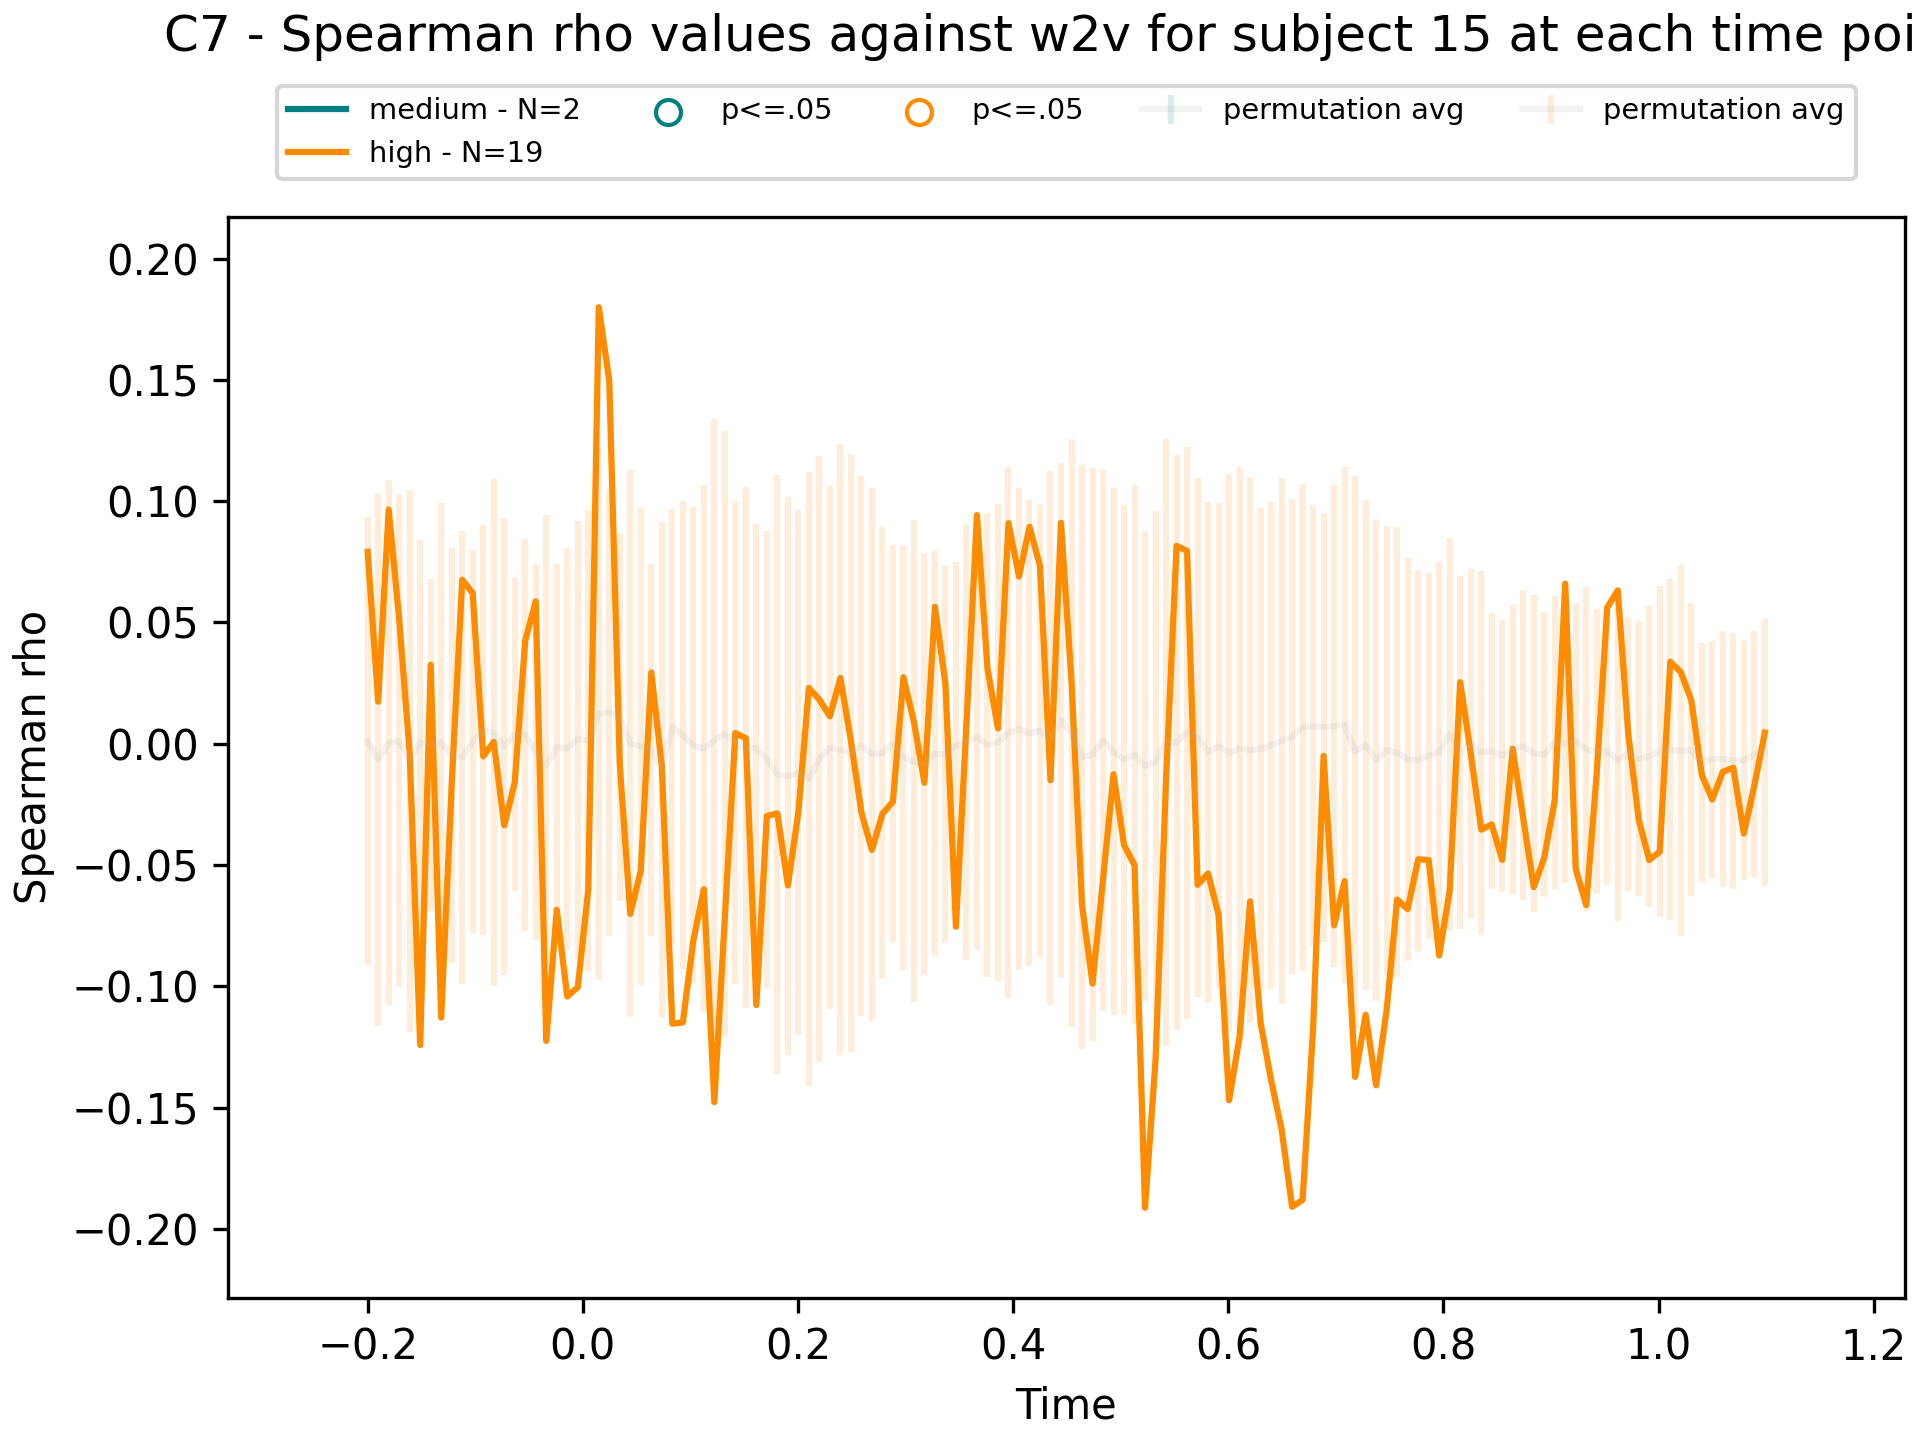 C7 - Spearman rho values against w2v for subject 15 at each time poi
medium - N=2 p<=.05 p<=.05 permutation avg permutation avg
high - N=19
0.20
0.15
0.10
0.05
0.00
−0.05
−0.10
−0.15
−0.20
Spearman rho
−0.2 0.0 0.2 0.4 0.6 0.8 1.0 1.2
Time